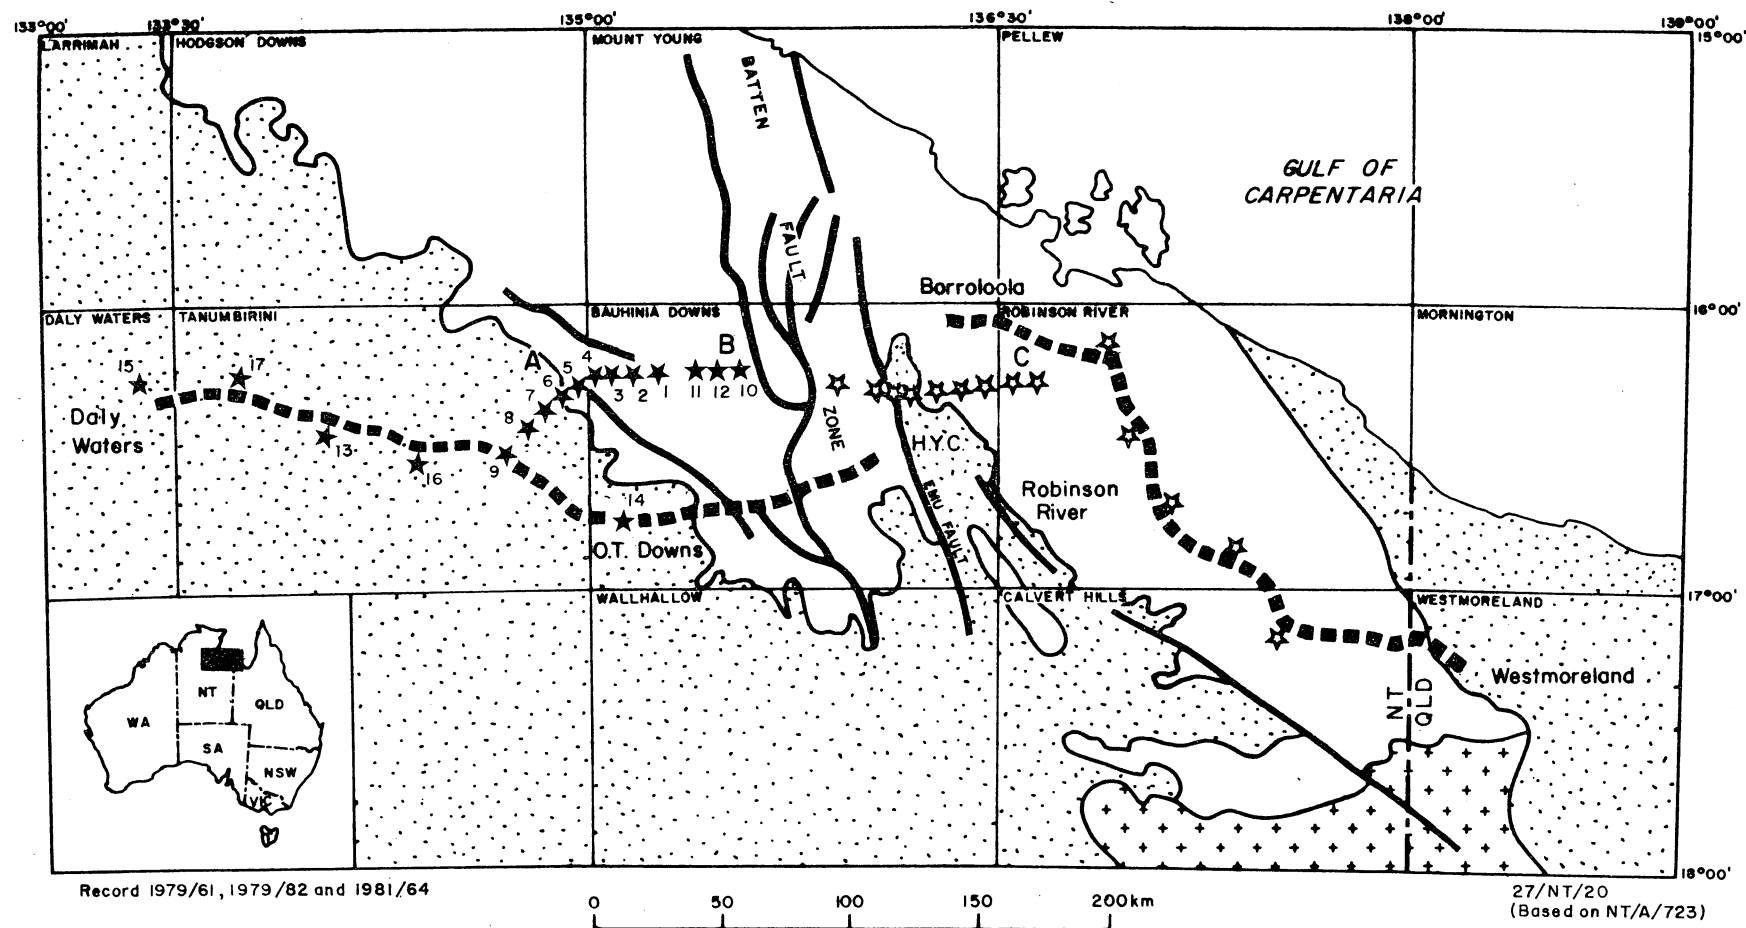 133°00' 133°30' 135°00' 136°30' 138°00' 139°00'
15°00'
LARRIMAH HODGSON DOWNS MOUNT YOUNG PELLEW
BATTEN
GULF OF
CARPENTARIA
FAULT
Borroloola
DALY WATERS TANUMBIRINI BAUHINIA DOWNS ROBINSON RIVER MORNINGTON
16°00'
A B C
15 17 4 5 6 7 8 3 2 1 11 12 10
Daly
Waters
ZONE
H.Y.C.
13 16 9 14
EMU FAULT
Robinson
River
O.T. Downs
WALLHALLOW CALVERT HILLS WESTMORELAND
17°00'
Westmoreland
NT
QLD
WA
NT
QLD
SA
NSW
VIC
18°00'
Record 1979/61, 1979/82 and 1981/64
0 50 100 150 200km
27/NT/20
(Based on NT/A/723)